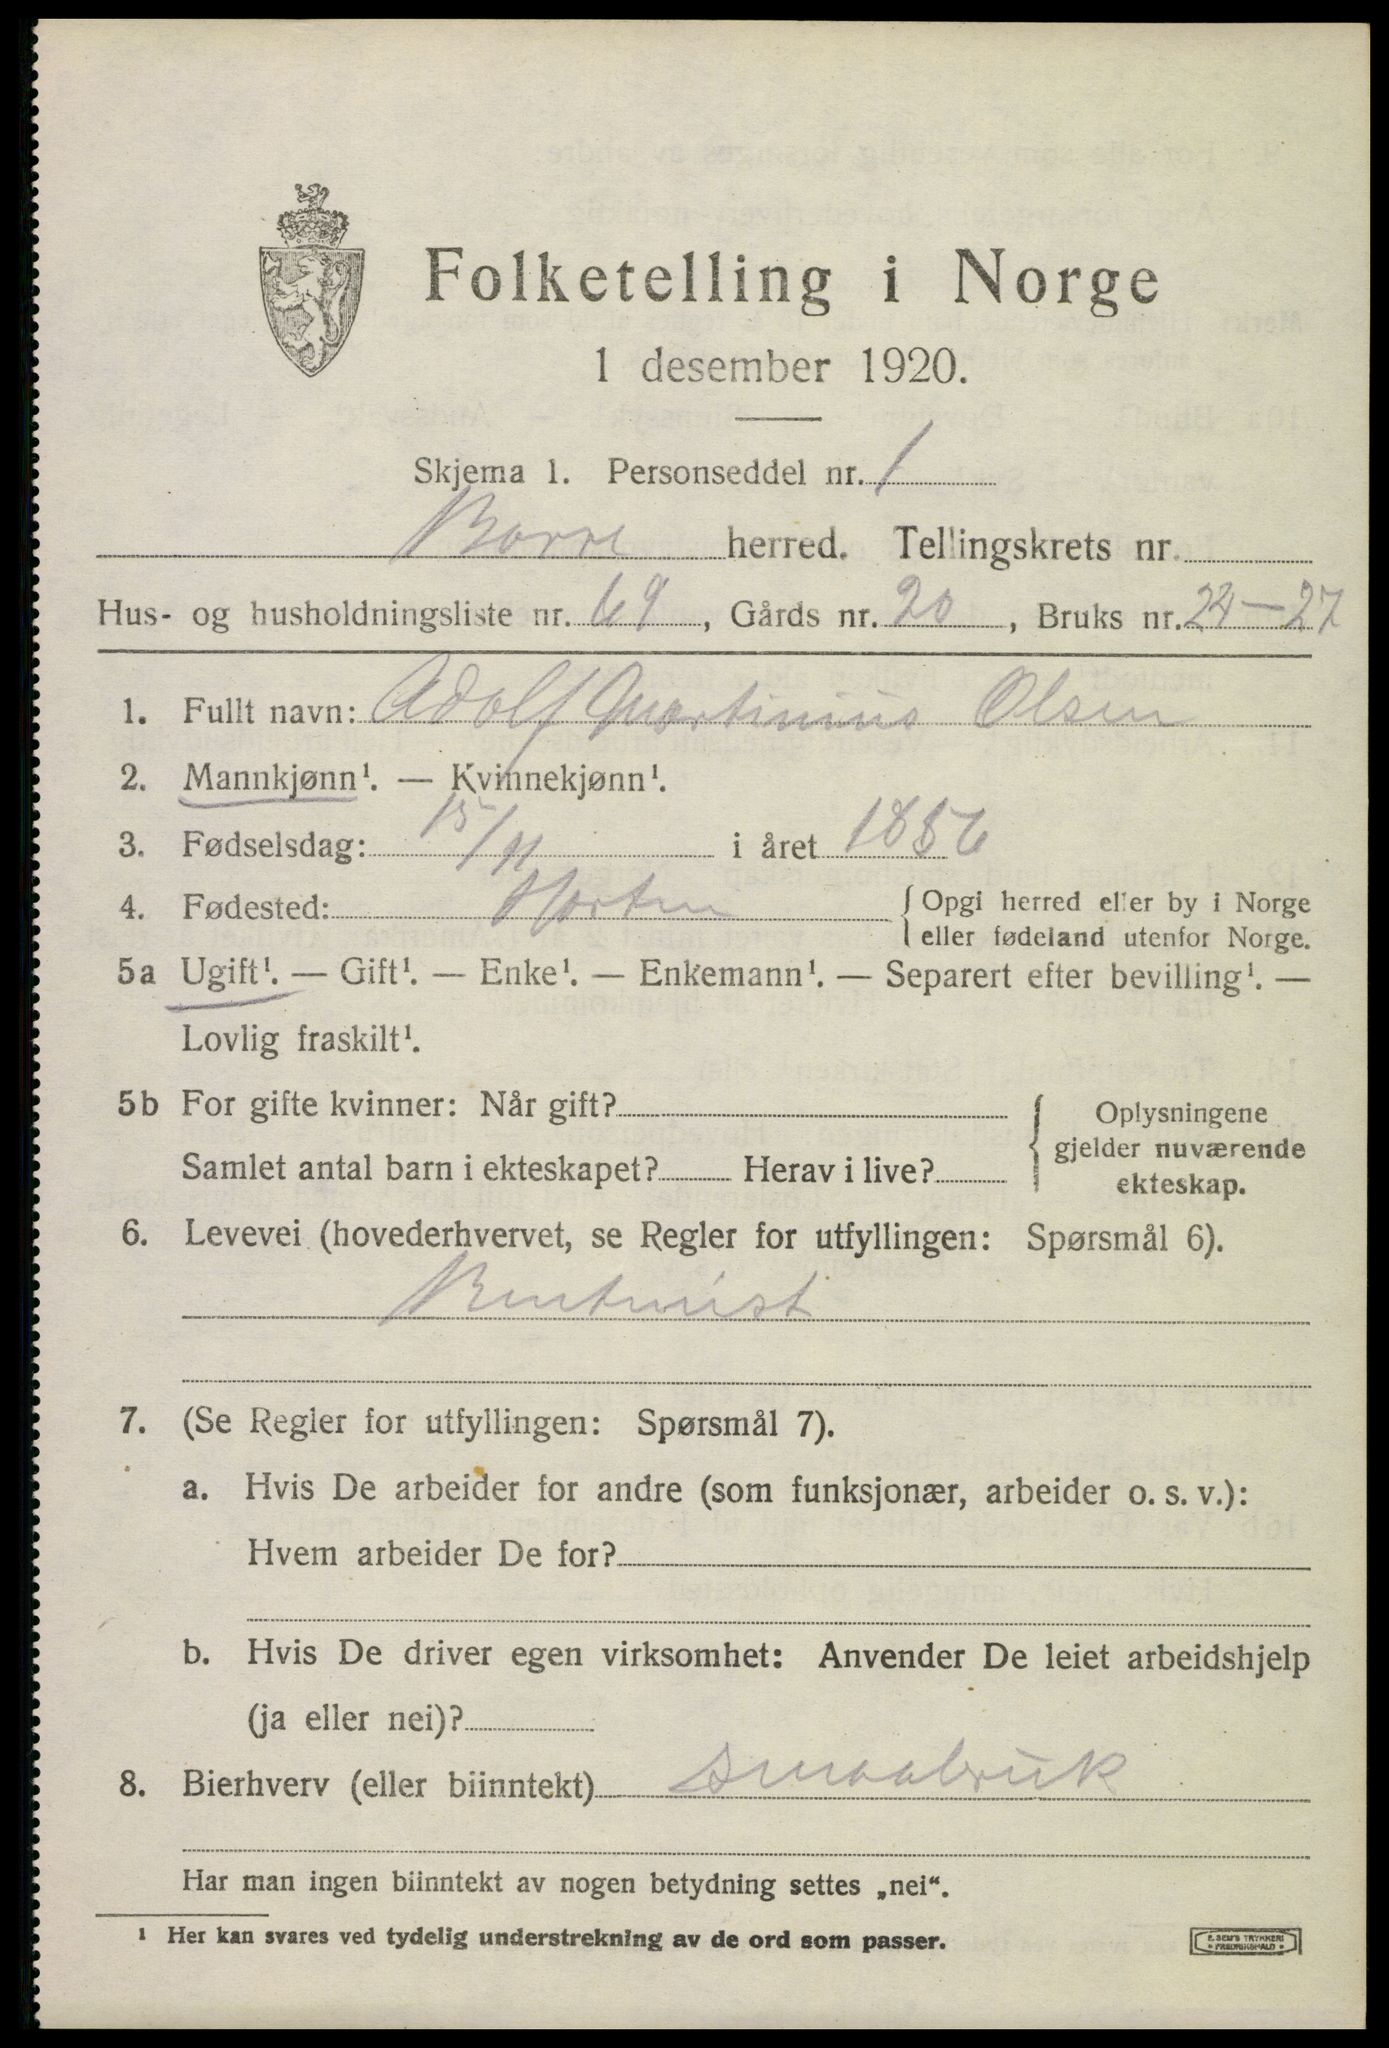 Folketelling i Norge
1 desember 1920.
Skjema 1. Personseddel nr. 1
Borre herred. Tellingskrets nr.
Hus- og husholdningsliste nr. 69, Gårds nr. 20, Bruks nr. 24-27
1. Fullt navn: Adolf Martinius Olsen
2. Mannkjønn¹. — Kvinnekjønn¹.
3. Fødselsdag: 15/11 i året 1856
4. Fødested: Horten {Opgi herred eller by i Norge
eller fødeland utenfor Norge.
5a Ugift¹. — Gift¹. — Enke¹. — Enkemann¹. — Separert efter bevilling¹. —
Lovlig fraskilt¹.
5b For gifte kvinner: Når gift? { Oplysningene
gjelder nuværende
Samlet antal barn i ekteskapet? Herav i live?
ekteskap.
6. Levevei (hovederhvervet, se Regler for utfyllingen: Spørsmål 6).
7. (Se Regler for utfyllingen: Spørsmål 7).
a. Hvis De arbeider for andre (som funksjonær, arbeider o. s. v.):
Hvem arbeider De for?
b. Hvis De driver egen virksomhet: Anvender De leiet arbeidshjelp
(ja eller nei)?
8. Bierhverv (eller biinntekt) Smaabruk
Har man ingen biinntekt av nogen betydning settes „nei“.
¹ Her kan svares ved tydelig understrekning av de ord som passer.
E. SEM'S TRYKKERI
* FREDRIKSHALD *